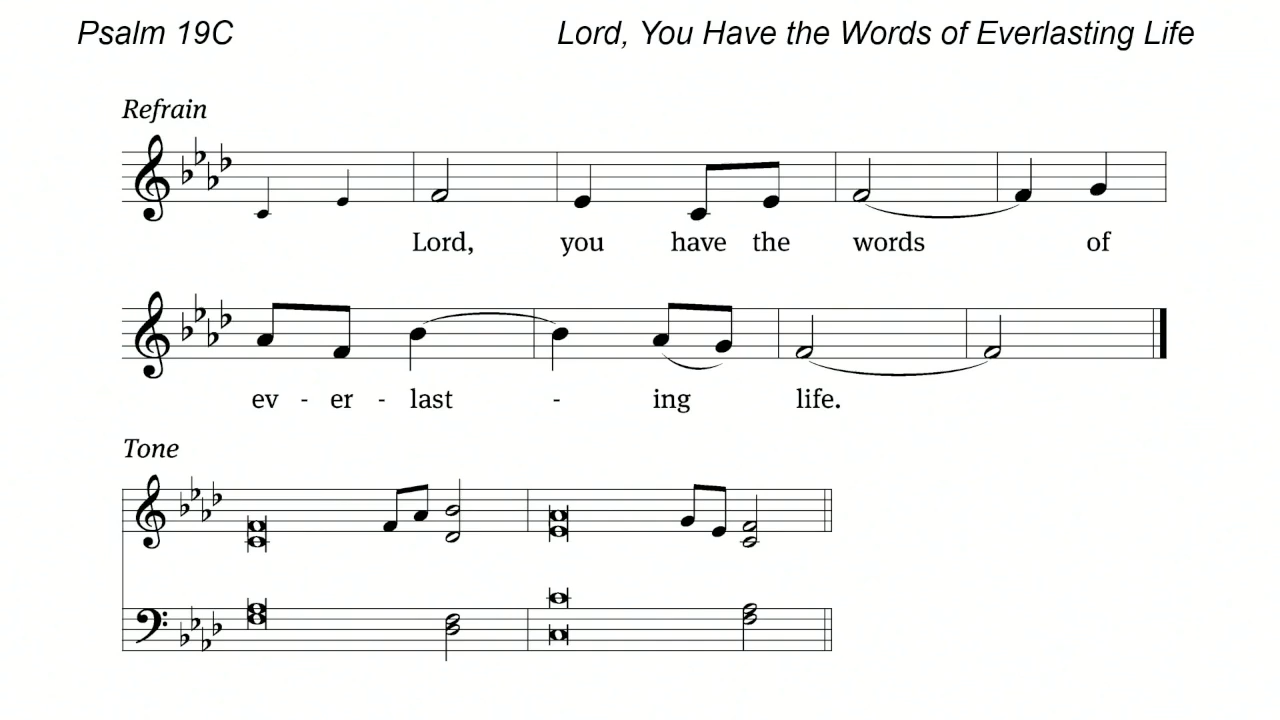 Psalm 19C Lord, You Have the Words of Everlasting Life
Refrain
Lord, you have the words of
ev - er - last - ing life.
Tone